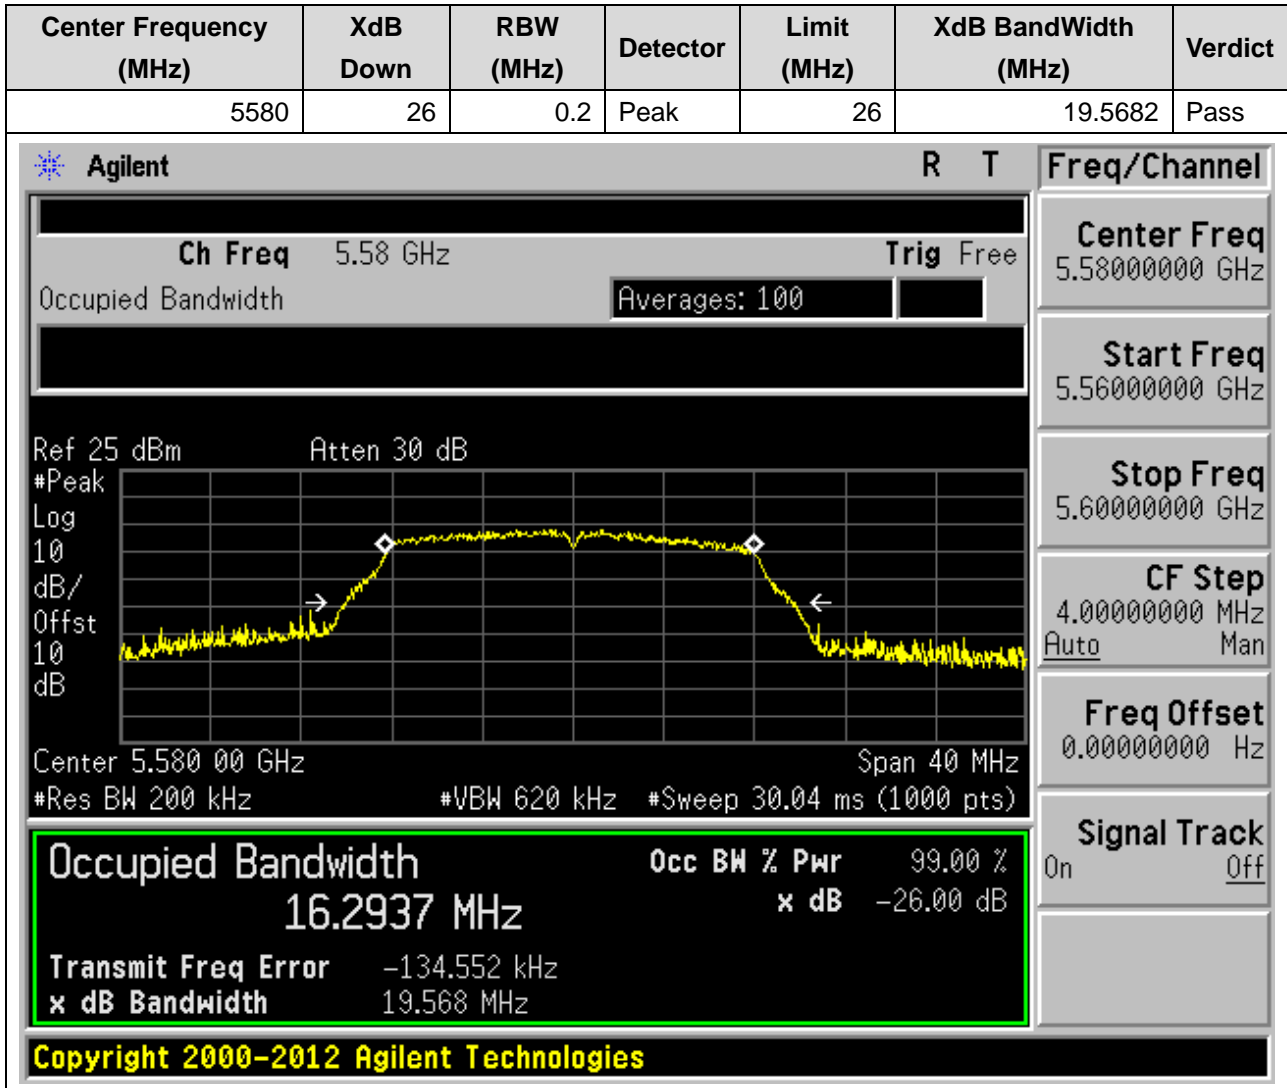 Center Frequency (MHz) XdB Down RBW (MHz) Detector Limit (MHz) XdB BandWidth (MHz) Verdict
5580 26 0.2 Peak 26 19.5682 Pass
Agilent R T
Ch Freq 5.58 GHz Trig Free
Occupied Bandwidth Averages: 100
Ref 25 dBm Atten 30 dB
#Peak
Log
10
dB/
Offst
10
dB
Center 5.580 00 GHz Span 40 MHz
#Res BW 200 kHz #VBW 620 kHz #Sweep 30.04 ms (1000 pts)
Occupied Bandwidth Occ BW % Pwr 99.00 %
16.2937 MHz x dB -26.00 dB
Transmit Freq Error -134.552 kHz
x dB Bandwidth 19.568 MHz
Copyright 2000-2012 Agilent Technologies
Freq/Channel
Center Freq
5.58000000 GHz
Start Freq
5.56000000 GHz
Stop Freq
5.60000000 GHz
CF Step
4.00000000 MHz
Auto Man
Freq Offset
0.00000000 Hz
Signal Track
On Off